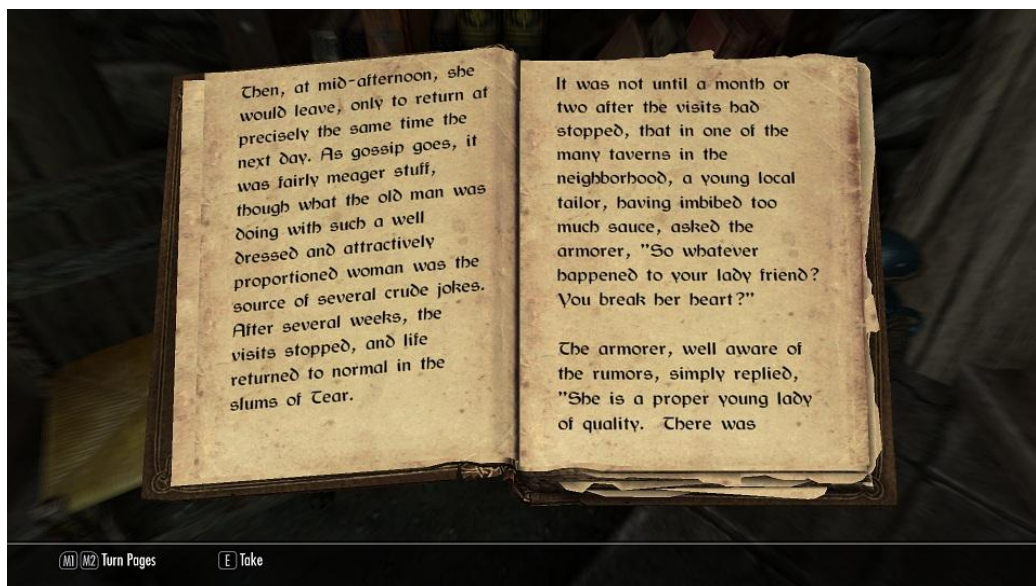 Then, at mid-afternoon, she
would leave, only to return at
precisely the same time the
next day. As gossip goes, it
was fairly meager stuff,
though what the old man was
doing with such a well
dressed and attractively
proportioned woman was the
source of several crude jokes.
After several weeks, the
visits stopped, and life
returned to normal in the
slums of Tear.
It was not until a month or
two after the visits had
stopped, that in one of the
many taverns in the
neighborhood, a young local
tailor, having imbibed too
much sauce, asked the
armorer, "So whatever
happened to your lady friend?
You break her heart?"
The armorer, well aware of
the rumors, simply replied,
"She is a proper young lady
of quality.  There was
M1 M2 Turn Pages
E Take